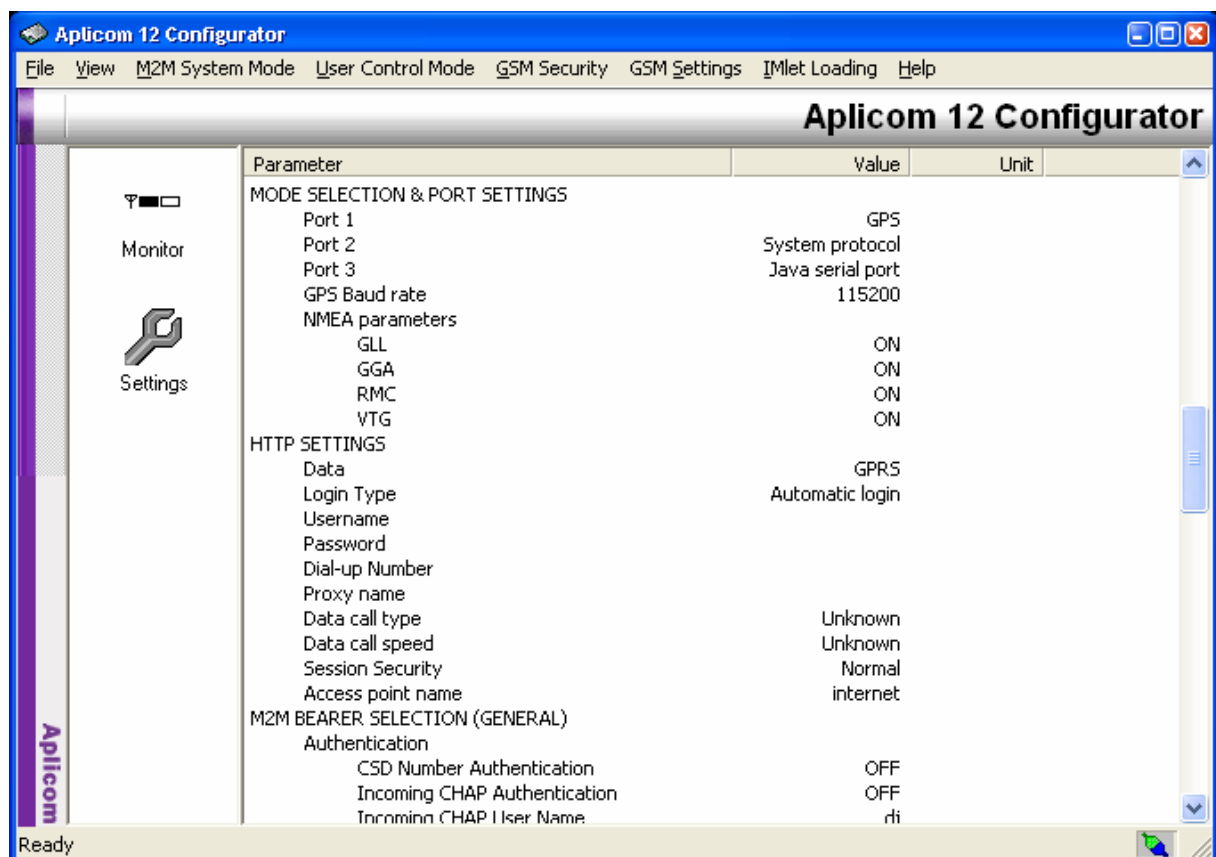 Aplicom 12 Configurator
File View M2M System Mode User Control Mode GSM Security GSM Settings IMlet Loading Help
Aplicom 12 Configurator
Monitor
Settings
Aplicom
Parameter Value Unit
MODE SELECTION & PORT SETTINGS
Port 1 GPS
Port 2 System protocol
Port 3 Java serial port
GPS Baud rate 115200
NMEA parameters
GLL ON
GGA ON
RMC ON
VTG ON
HTTP SETTINGS
Data GPRS
Login Type Automatic login
Username
Password
Dial-up Number
Proxy name
Data call type Unknown
Data call speed Unknown
Session Security Normal
Access point name internet
M2M BEARER SELECTION (GENERAL)
Authentication
CSD Number Authentication OFF
Incoming CHAP Authentication OFF
Incoming CHAP User Name di
Ready